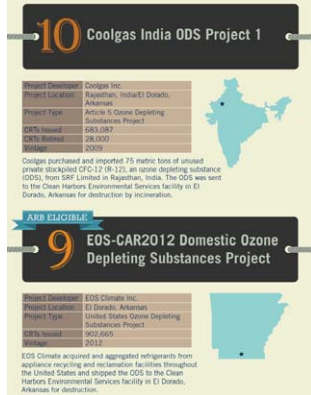 10 Coolgas India ODS Project 1
Project Developer Coolgas Inc.
Project Location Rajasthan, India/El Dorado,
Arkansas
Project Type Article 5 Ozone Depleting
Substances Project
CRTs Issued 683,087
CRTs Retired 28,000
Vintage 2009
Coolgas purchased and imported 75 metric tons of unused
private stockpiled CFC-12 (R-12), an ozone depleting substance
(ODS), from SRF Limited in Rajasthan, India. The ODS was sent
to the Clean Harbors Environmental Services facility in El
Dorado, Arkansas for destruction by incineration.
ARB ELIGIBLE
9 EOS-CAR2012 Domestic Ozone
Depleting Substances Project
Project Developer EOS Climate Inc.
Project Location El Dorado, Arkansas
Project Type United States Ozone Depleting
Substances Project
CRTs Issued 902,665
Vintage 2012
EOS Climate acquired and aggregated refrigerants from
appliance recycling and reclamation facilities throughout
the United States and shipped the ODS to the Clean
Harbors Environmental Services facility in El Dorado,
Arkansas for destruction.